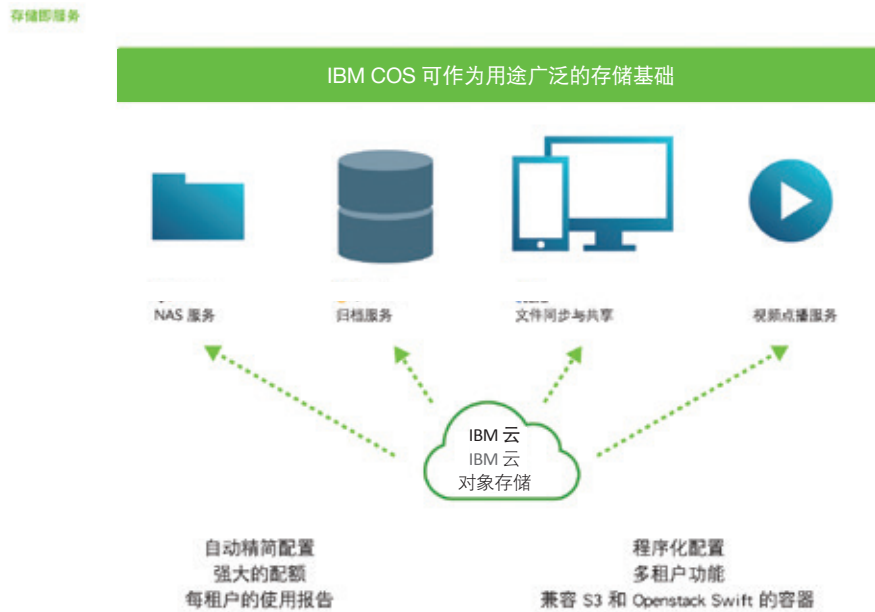 存储即服务
IBM COS 可作为用途广泛的存储基础
NAS 服务
归档服务
文件同步与共享
视频点播服务
IBM 云
IBM 云
对象存储
自动精简配置
强大的配额
每租户的使用报告
程序化配置
多租户功能
兼容 S3 和 Openstack Swift 的容器